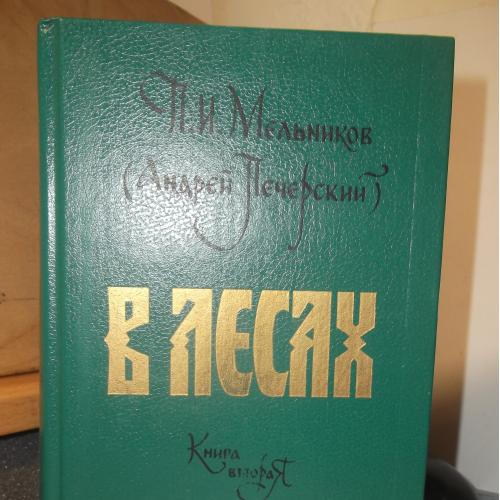 П.И. Мельников
(Андрей Печерский)
В ЛЕСАХ
Книга
вторая